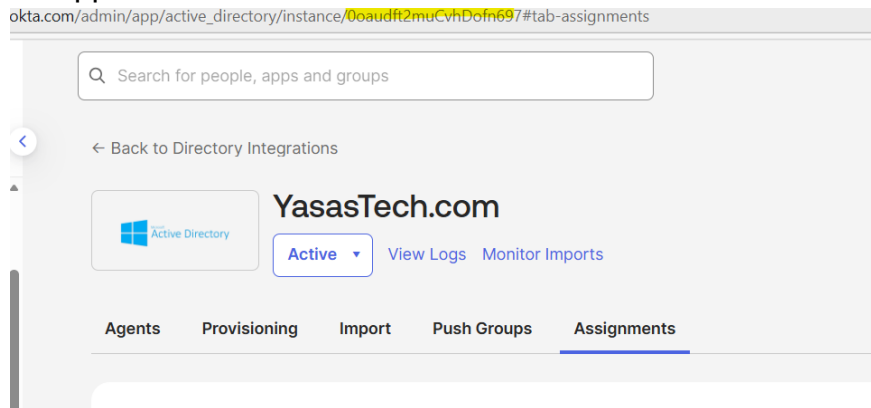 okta.com/admin/app/active_directory/instance/0oaudft2muCvhDofn697#tab-assignments
Search for people, apps and groups
← Back to Directory Integrations
YasasTech.com
Active Directory
Active ▾ View Logs Monitor Imports
Agents Provisioning Import Push Groups Assignments